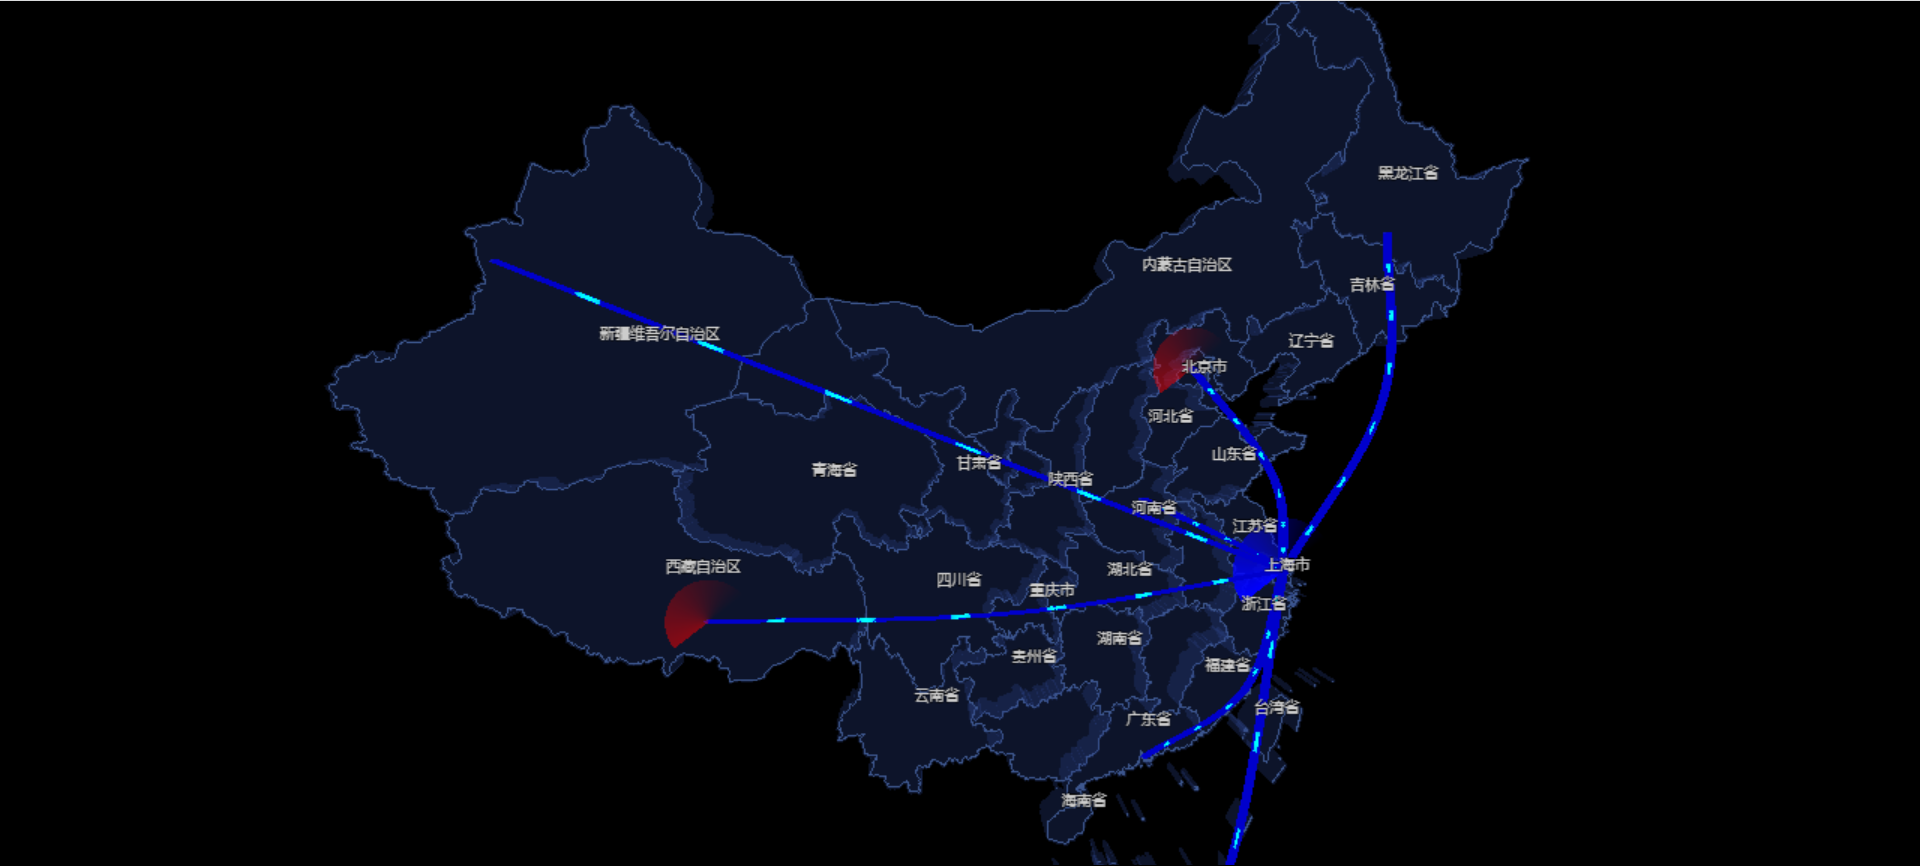 黑龙江省
内蒙古自治区
吉林省
新疆维吾尔自治区
辽宁省
北京市
河北省
山东省
青海省
甘肃省
陕西省
河南省
江苏省
西藏自治区
上海市
四川省
湖北省
重庆市
浙江省
湖南省
贵州省
福建省
云南省
台湾省
广东省
海南省